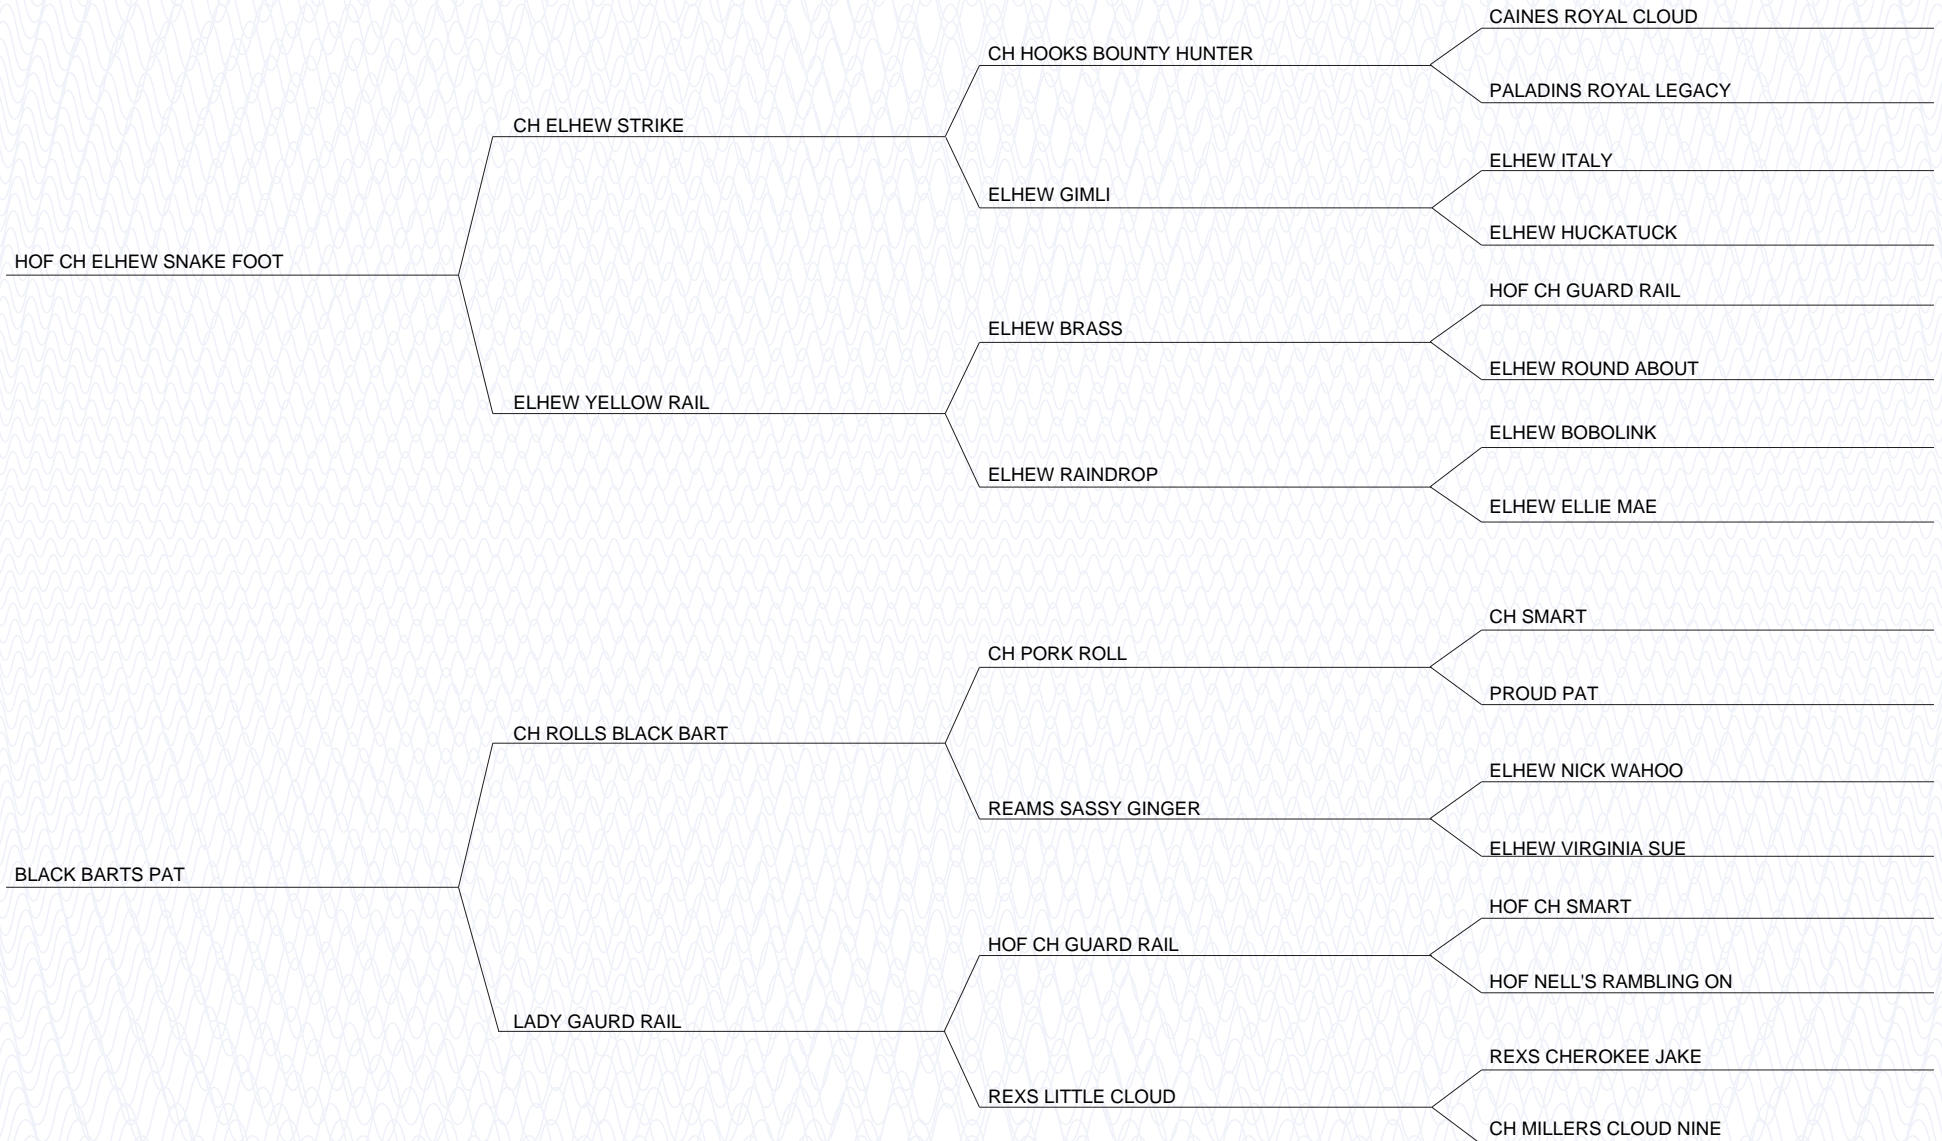 CAINES ROYAL CLOUD
CH HOOKS BOUNTY HUNTER
PALADINS ROYAL LEGACY
CH ELHEW STRIKE
ELHEW ITALY
ELHEW GIMLI
ELHEW HUCKATUCK
HOF CH ELHEW SNAKE FOOT
HOF CH GUARD RAIL
ELHEW BRASS
ELHEW ROUND ABOUT
ELHEW YELLOW RAIL
ELHEW BOBOLINK
ELHEW RAINDROP
ELHEW ELLIE MAE
CH SMART
CH PORK ROLL
PROUD PAT
CH ROLLS BLACK BART
ELHEW NICK WAHOO
REAMS SASSY GINGER
ELHEW VIRGINIA SUE
BLACK BARTS PAT
HOF CH SMART
HOF CH GUARD RAIL
HOF NELL'S RAMBLING ON
LADY GAURD RAIL
REXS CHEROKEE JAKE
REXS LITTLE CLOUD
CH MILLERS CLOUD NINE